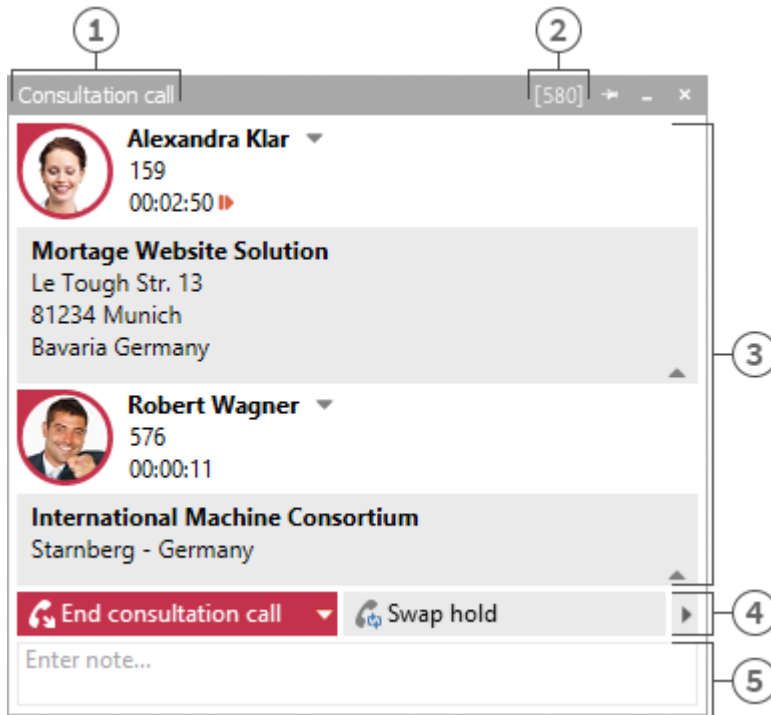 1
2
Consultation call [580]
Alexandra Klar
159
00:02:50
Mortage Website Solution
Le Tough Str. 13
81234 Munich
Bavaria Germany
3
Robert Wagner
576
00:00:11
International Machine Consortium
Starnberg - Germany
End consultation call Swap hold
4
Enter note...
5